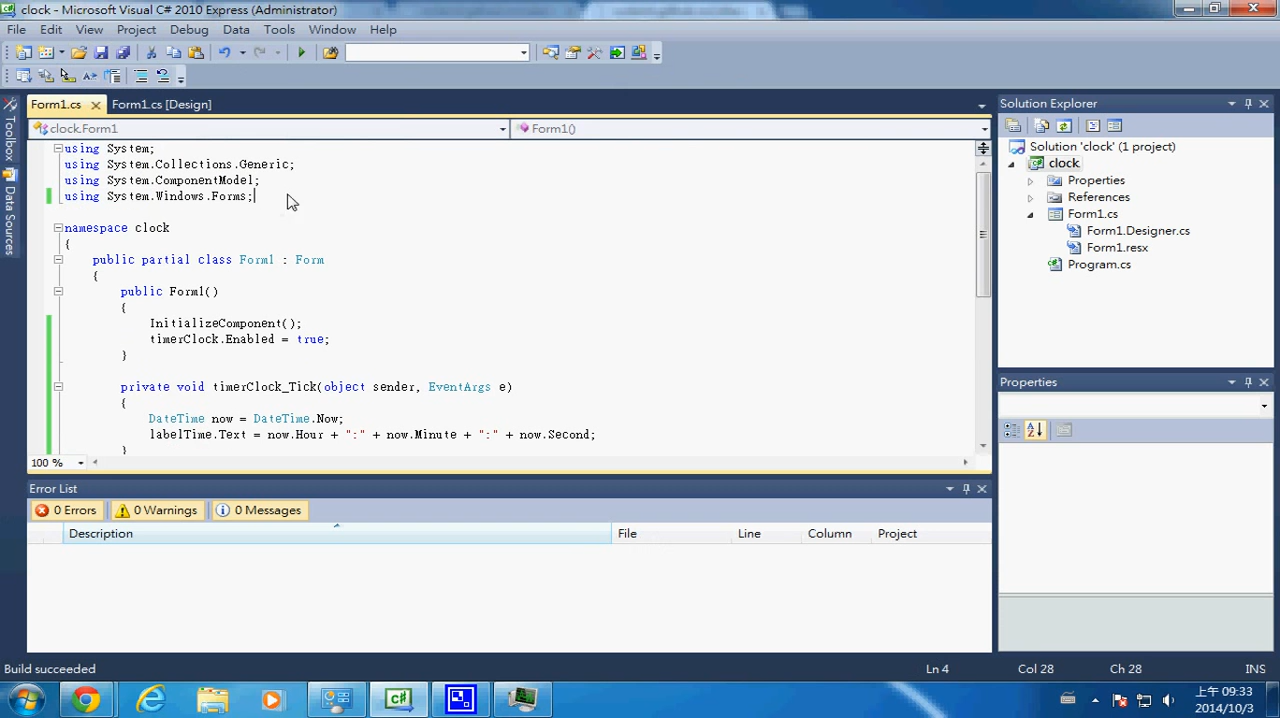 clock - Microsoft Visual C# 2010 Express (Administrator)
File Edit View Project Debug Data Tools Window Help
Form1.cs
Form1.cs [Design]
Toolbox
Data Sources
clock.Form1
Form1()
using System;
using System.Collections.Generic;
using System.ComponentModel;
using System.Windows.Forms;
namespace clock
{
public partial class Form1 : Form
{
public Form1()
{
InitializeComponent();
timerClock.Enabled = true;
}
private void timerClock_Tick(object sender, EventArgs e)
{
DateTime now = DateTime.Now;
labelTime.Text = now.Hour + ":" + now.Minute + ":" + now.Second;
}
100 %
Solution Explorer
Solution 'clock' (1 project)
clock
Properties
References
Form1.cs
Form1.Designer.cs
Form1.resx
Program.cs
Properties
Error List
0 Errors
0 Warnings
0 Messages
Description File Line Column Project
Build succeeded
Ln 4 Col 28 Ch 28 INS
上午 09:33
2014/10/3